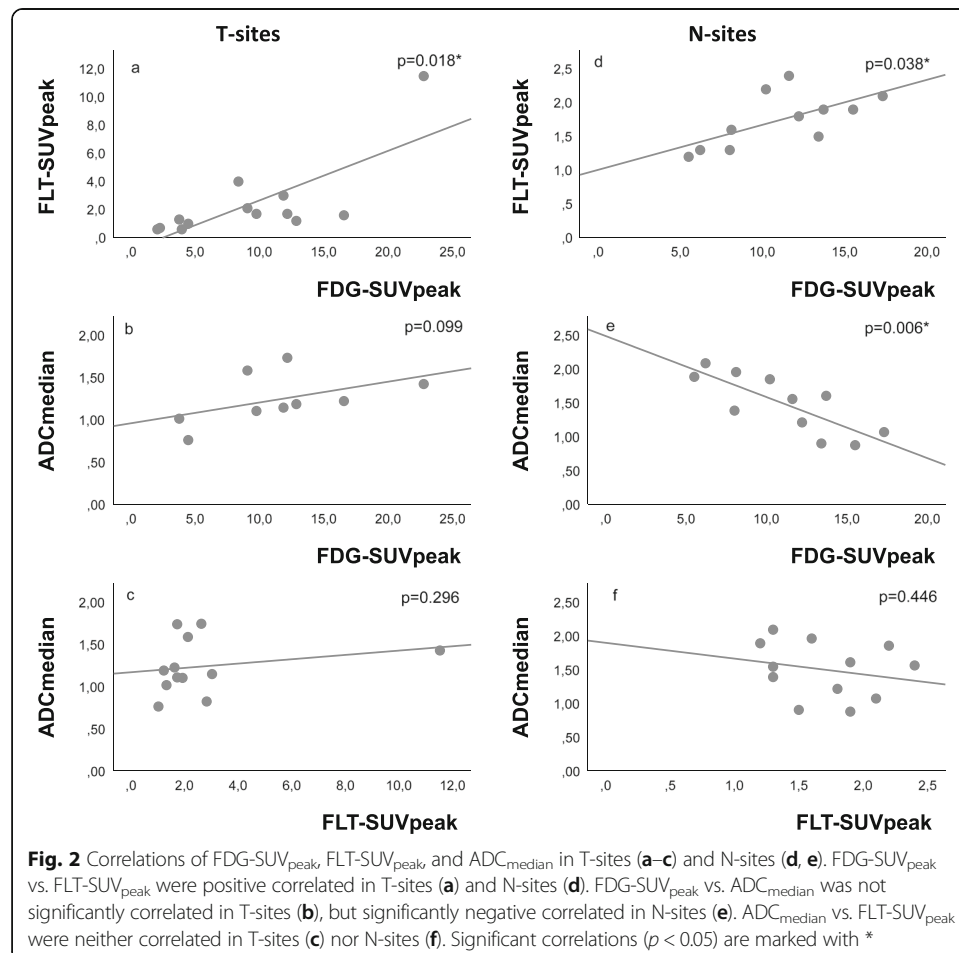 T-sites
N-sites
a
p=0.018*
12,0
10,0
8,0
6,0
4,0
2,0
,0
FLT-SUVpeak
,0 5,0 10,0 15,0 20,0 25,0
FDG-SUVpeak
d
p=0.038*
2,5
2,0
1,5
1,0
,5
,0
FLT-SUVpeak
,0 5,0 10,0 15,0 20,0
FDG-SUVpeak
b
p=0.099
2,00
1,50
1,00
,50
,00
ADCmedian
,0 5,0 10,0 15,0 20,0 25,0
FDG-SUVpeak
e
p=0.006*
2,50
2,00
1,50
1,00
,50
,00
ADCmedian
,0 5,0 10,0 15,0 20,0
FDG-SUVpeak
c
p=0.296
2,00
1,50
1,00
,50
,00
ADCmedian
,0 2,0 4,0 6,0 8,0 10,0 12,0
FLT-SUVpeak
f
p=0.446
2,50
2,00
1,50
1,00
,50
,00
ADCmedian
,0 ,5 1,0 1,5 2,0 2,5
FLT-SUVpeak
Fig. 2 Correlations of FDG-SUVpeak, FLT-SUVpeak, and ADCmedian in T-sites (a–c) and N-sites (d, e). FDG-SUVpeak
vs. FLT-SUVpeak were positive correlated in T-sites (a) and N-sites (d). FDG-SUVpeak vs. ADCmedian was not
significantly correlated in T-sites (b), but significantly negative correlated in N-sites (e). ADCmedian vs. FLT-SUVpeak
were neither correlated in T-sites (c) nor N-sites (f). Significant correlations (p < 0.05) are marked with *